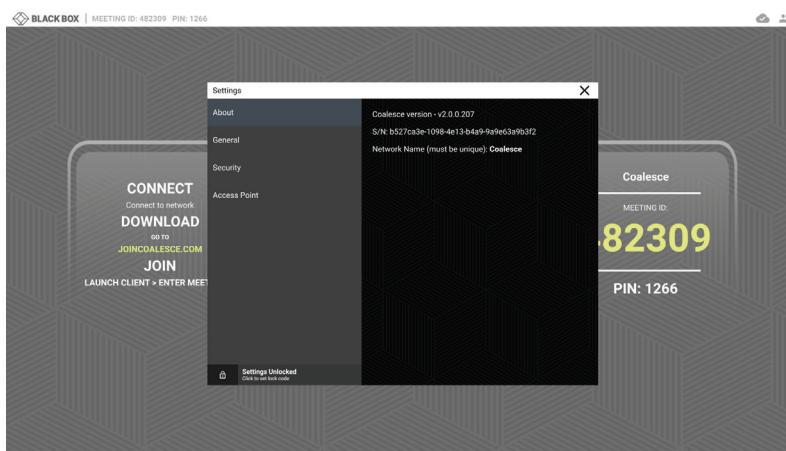 BLACK BOX MEETING ID: 482309 PIN: 1266
Settings
About
General
Security
Access Point
Settings Unlocked
Click to set lock code
Coalesce version - v2.0.0.207
S/N: b527ca3e-1098-4e13-b4a9-9a9e63a9b3f2
Network Name (must be unique): Coalesce
CONNECT
Connect to network
DOWNLOAD
GO TO
JOINCOALESCE.COM
JOIN
LAUNCH CLIENT > ENTER MEET
Coalesce
MEETING ID:
482309
PIN: 1266